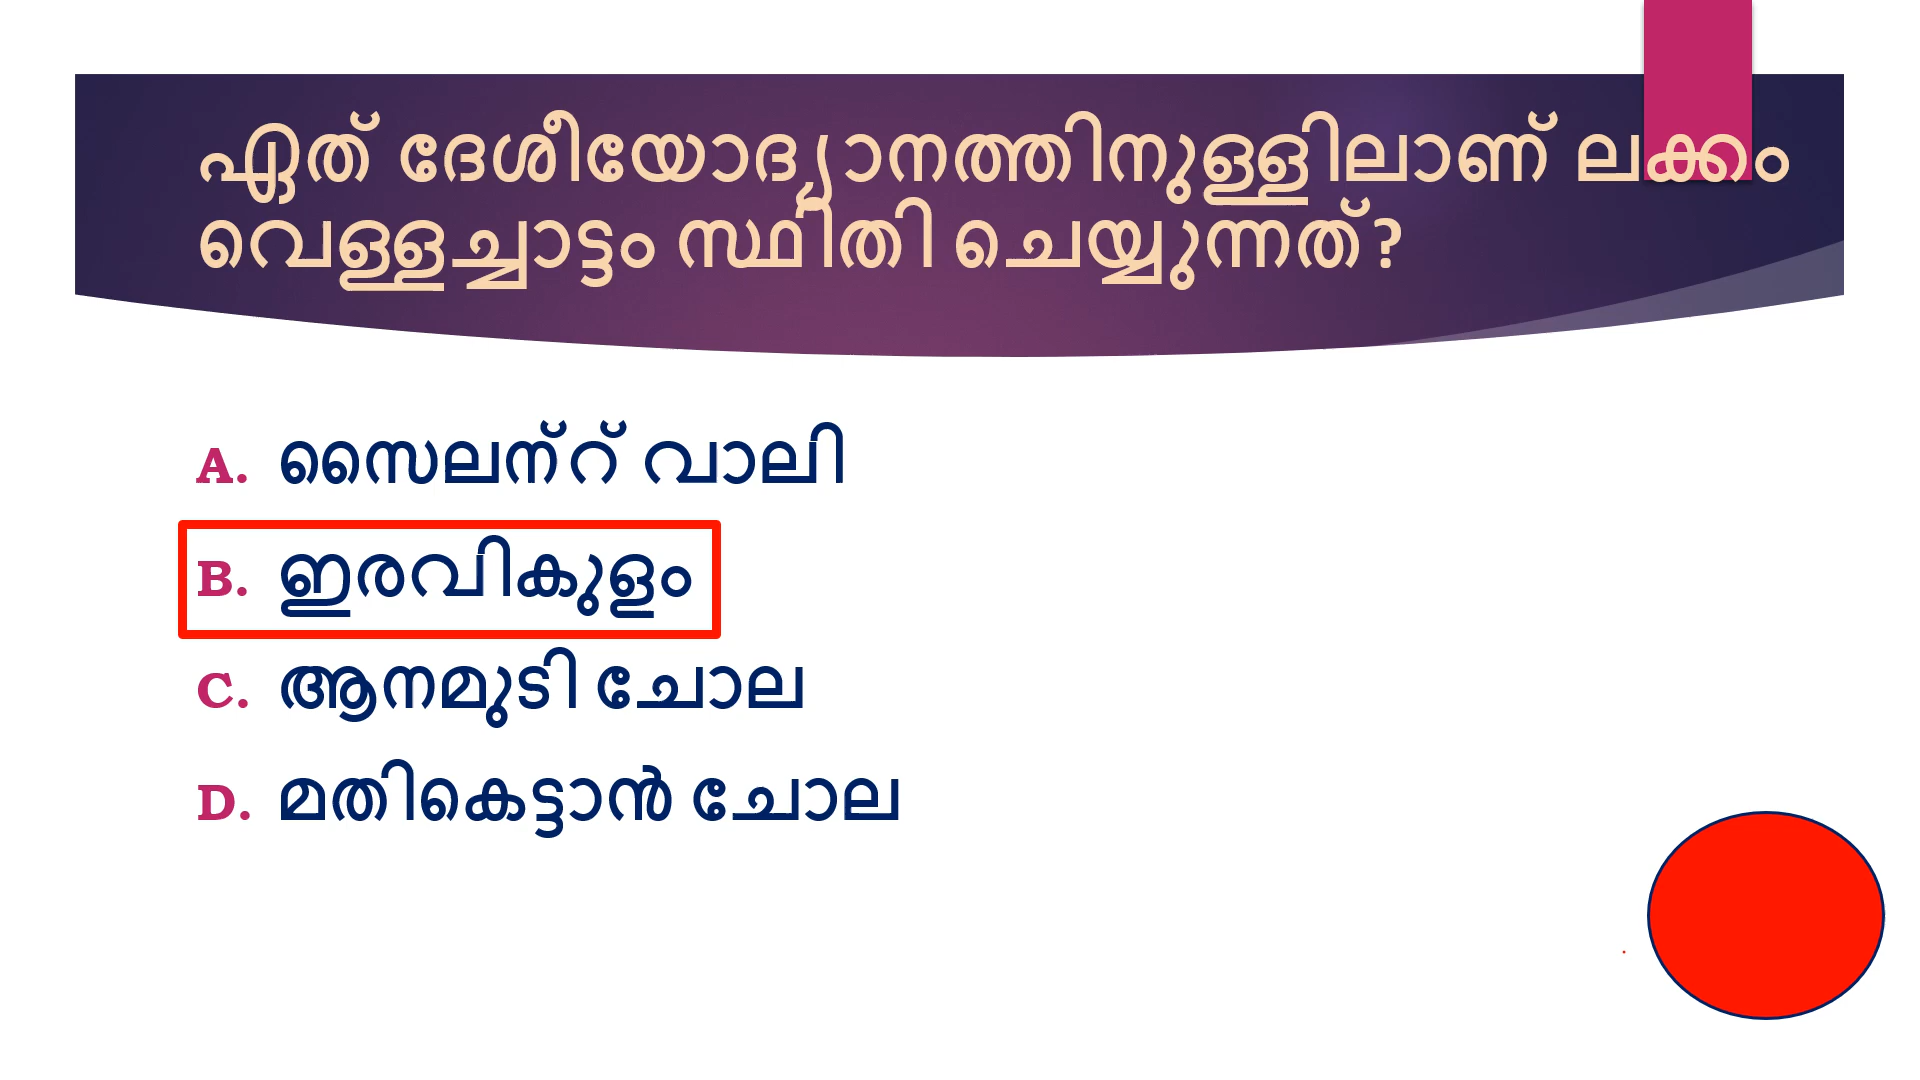 ഏത് ദേശീയോദ്യാനത്തിനുള്ളിലാണ് ലക്കം
വെള്ളച്ചാട്ടം സ്ഥിതി ചെയ്യുന്നത്?
A. സൈലന്റ് വാലി
B. ഇരവികുളം
C. ആനമുടി ചോല
D. മതികെട്ടാൻ ചോല